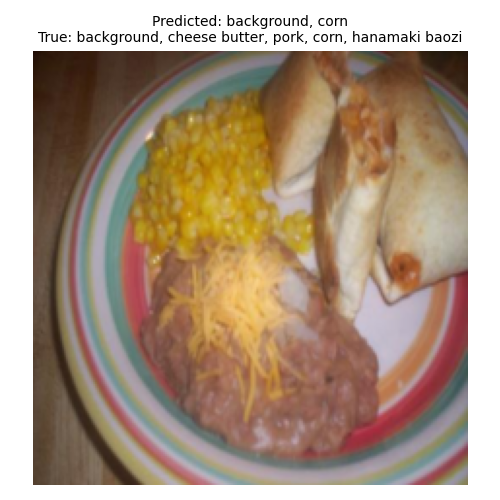 Predicted: background, corn
True: background, cheese butter, pork, corn, hanamaki baozi